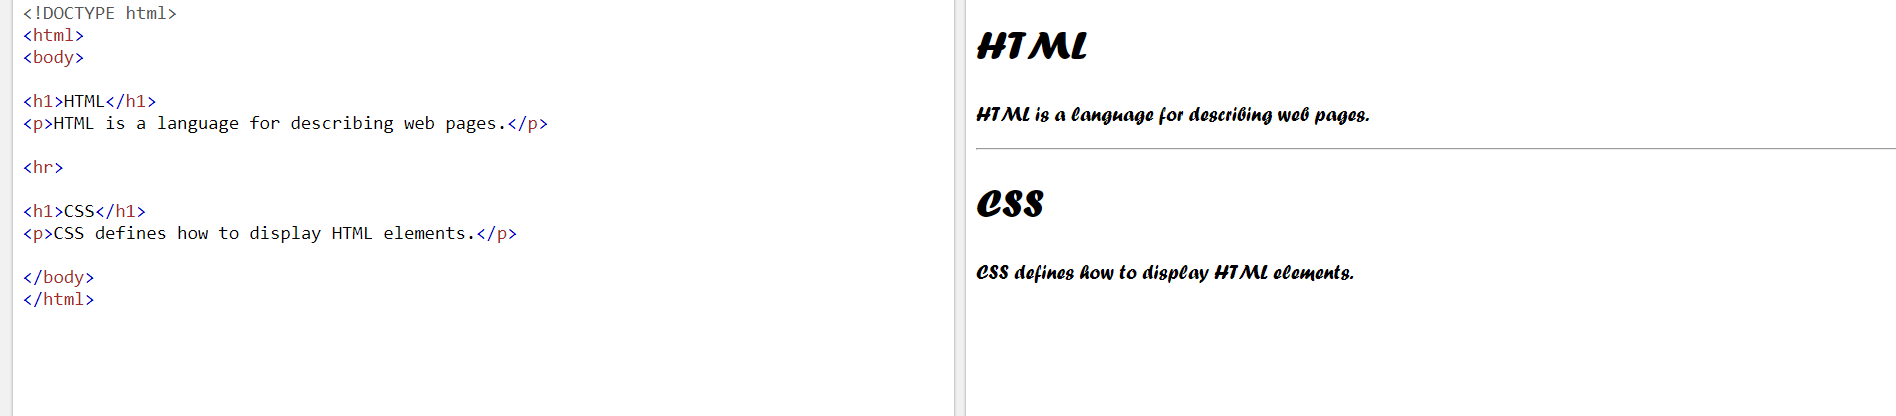 <!DOCTYPE html>
<html>
<body>
<h1>HTML</h1>
<p>HTML is a language for describing web pages.</p>
<hr>
<h1>CSS</h1>
<p>CSS defines how to display HTML elements.</p>
</body>
</html>
HTML
HTML is a language for describing web pages.
CSS
CSS defines how to display HTML elements.